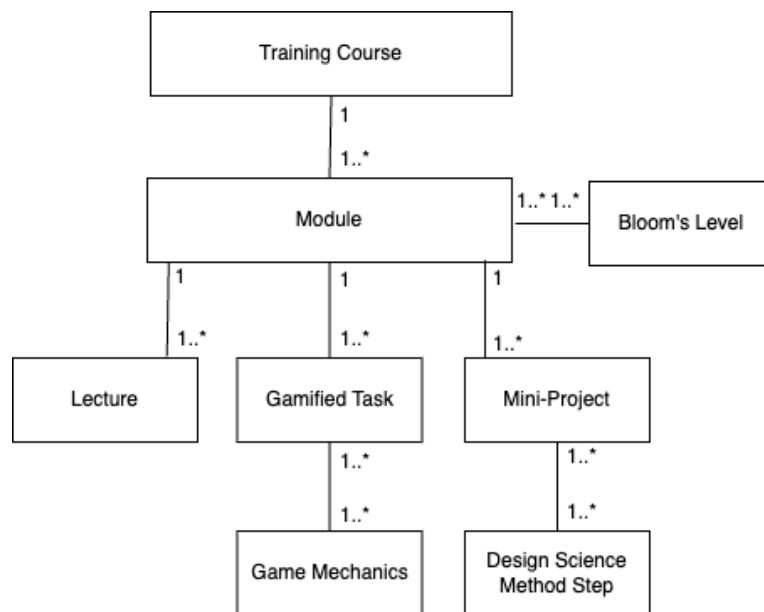 Training Course
1
1..*
Module
1..* 1..*
Bloom's Level
1
1
1
1..*
1..*
1..*
Lecture
Gamified Task
Mini-Project
1..*
1..*
1..*
1..*
Game Mechanics
Design Science
Method Step